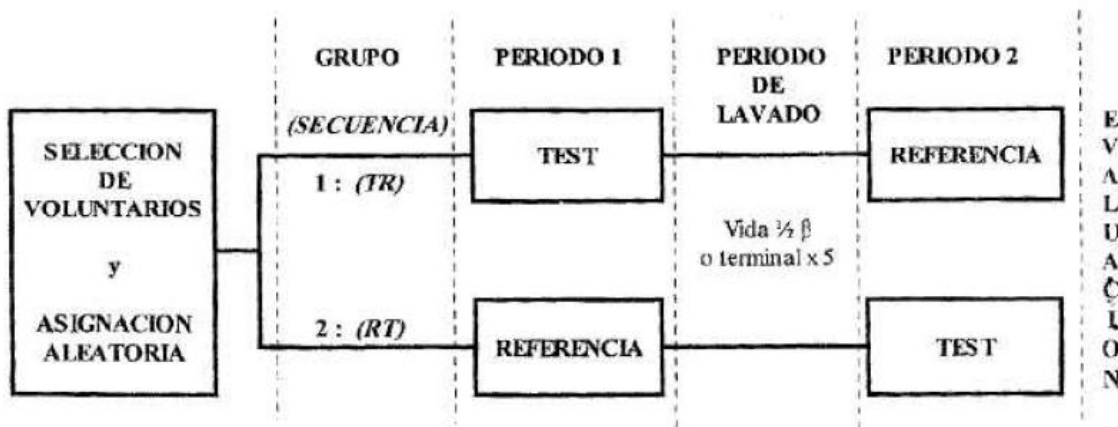 SELECCION
DE
VOLUNTARIOS
y
ASIGNACION
ALEATORIA
GRUPO
(SECUENCIA)
1 : (TR)
2 : (RT)
PERIODO 1
TEST
REFERENCIA
PERIODO
DE
LAVADO
Vida ½ β
o terminal x 5
PERIODO 2
REFERENCIA
TEST
E
V
A
L
U
A
C
I
O
N